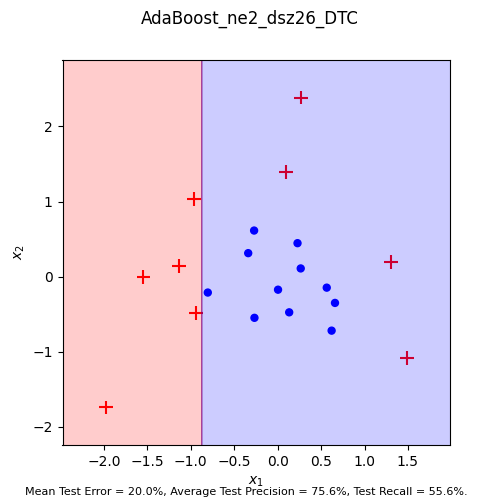 AdaBoost_ne2_dsz26_DTC
2
1
0
−1
−2
x₂
−2.0 −1.5 −1.0 −0.5 0.0 0.5 1.0 1.5
x₁
Mean Test Error = 20.0%, Average Test Precision = 75.6%, Test Recall = 55.6%.